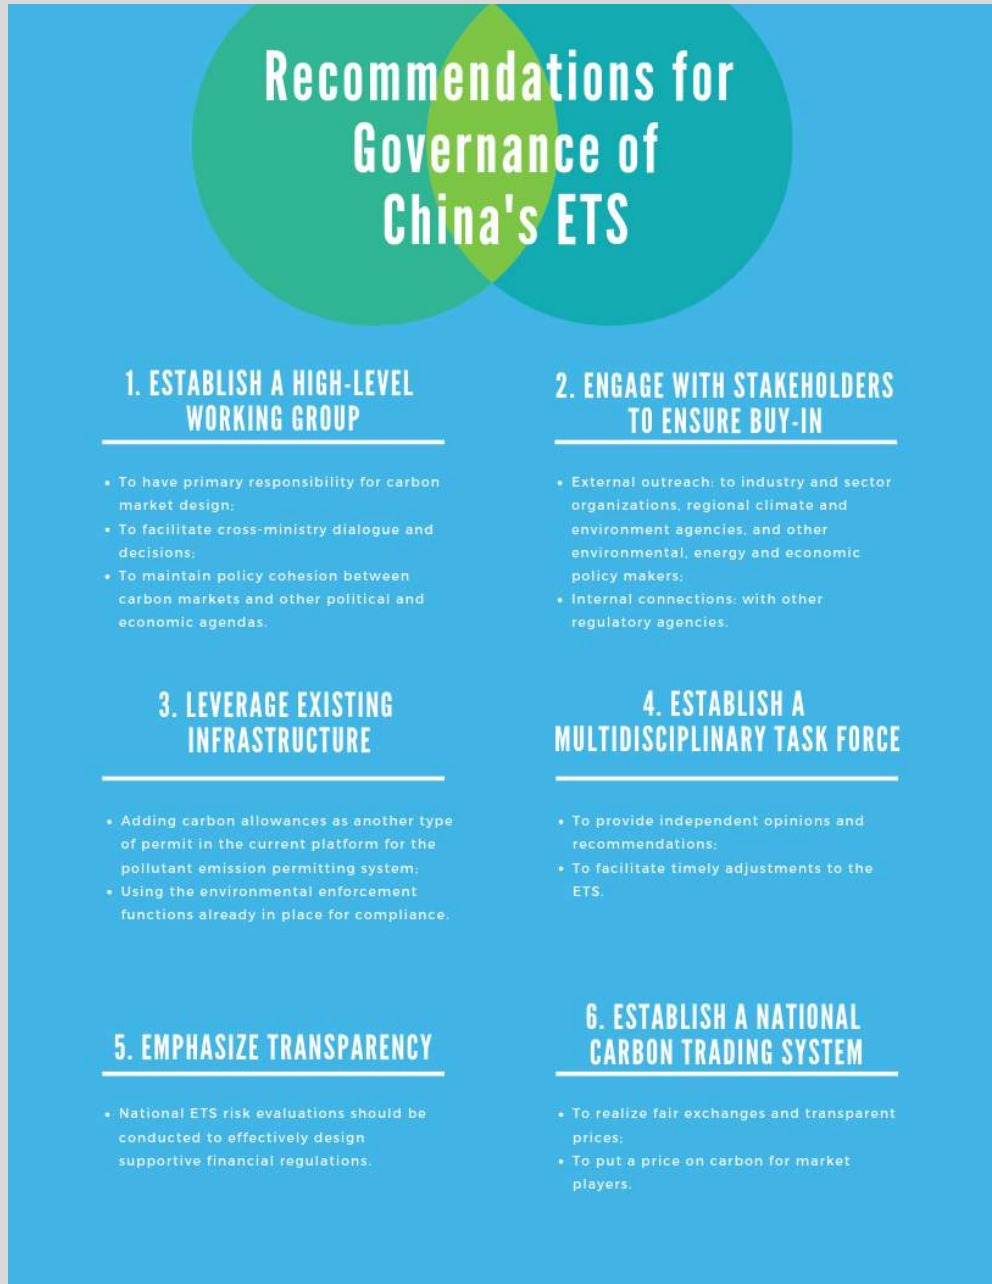 Recommendations for
Governance of
China's ETS
1. ESTABLISH A HIGH-LEVEL
WORKING GROUP
• To have primary responsibility for carbon
market design;
• To facilitate cross-ministry dialogue and
decisions;
• To maintain policy cohesion between
carbon markets and other political and
economic agendas.
2. ENGAGE WITH STAKEHOLDERS
TO ENSURE BUY-IN
• External outreach: to industry and sector
organizations, regional climate and
environment agencies, and other
environmental, energy and economic
policy makers;
• Internal connections: with other
regulatory agencies.
3. LEVERAGE EXISTING
INFRASTRUCTURE
• Adding carbon allowances as another type
of permit in the current platform for the
pollutant emission permitting system;
• Using the environmental enforcement
functions already in place for compliance.
4. ESTABLISH A
MULTIDISCIPLINARY TASK FORCE
• To provide independent opinions and
recommendations;
• To facilitate timely adjustments to the
ETS.
5. EMPHASIZE TRANSPARENCY
• National ETS risk evaluations should be
conducted to effectively design
supportive financial regulations.
6. ESTABLISH A NATIONAL
CARBON TRADING SYSTEM
• To realize fair exchanges and transparent
prices;
• To put a price on carbon for market
players.